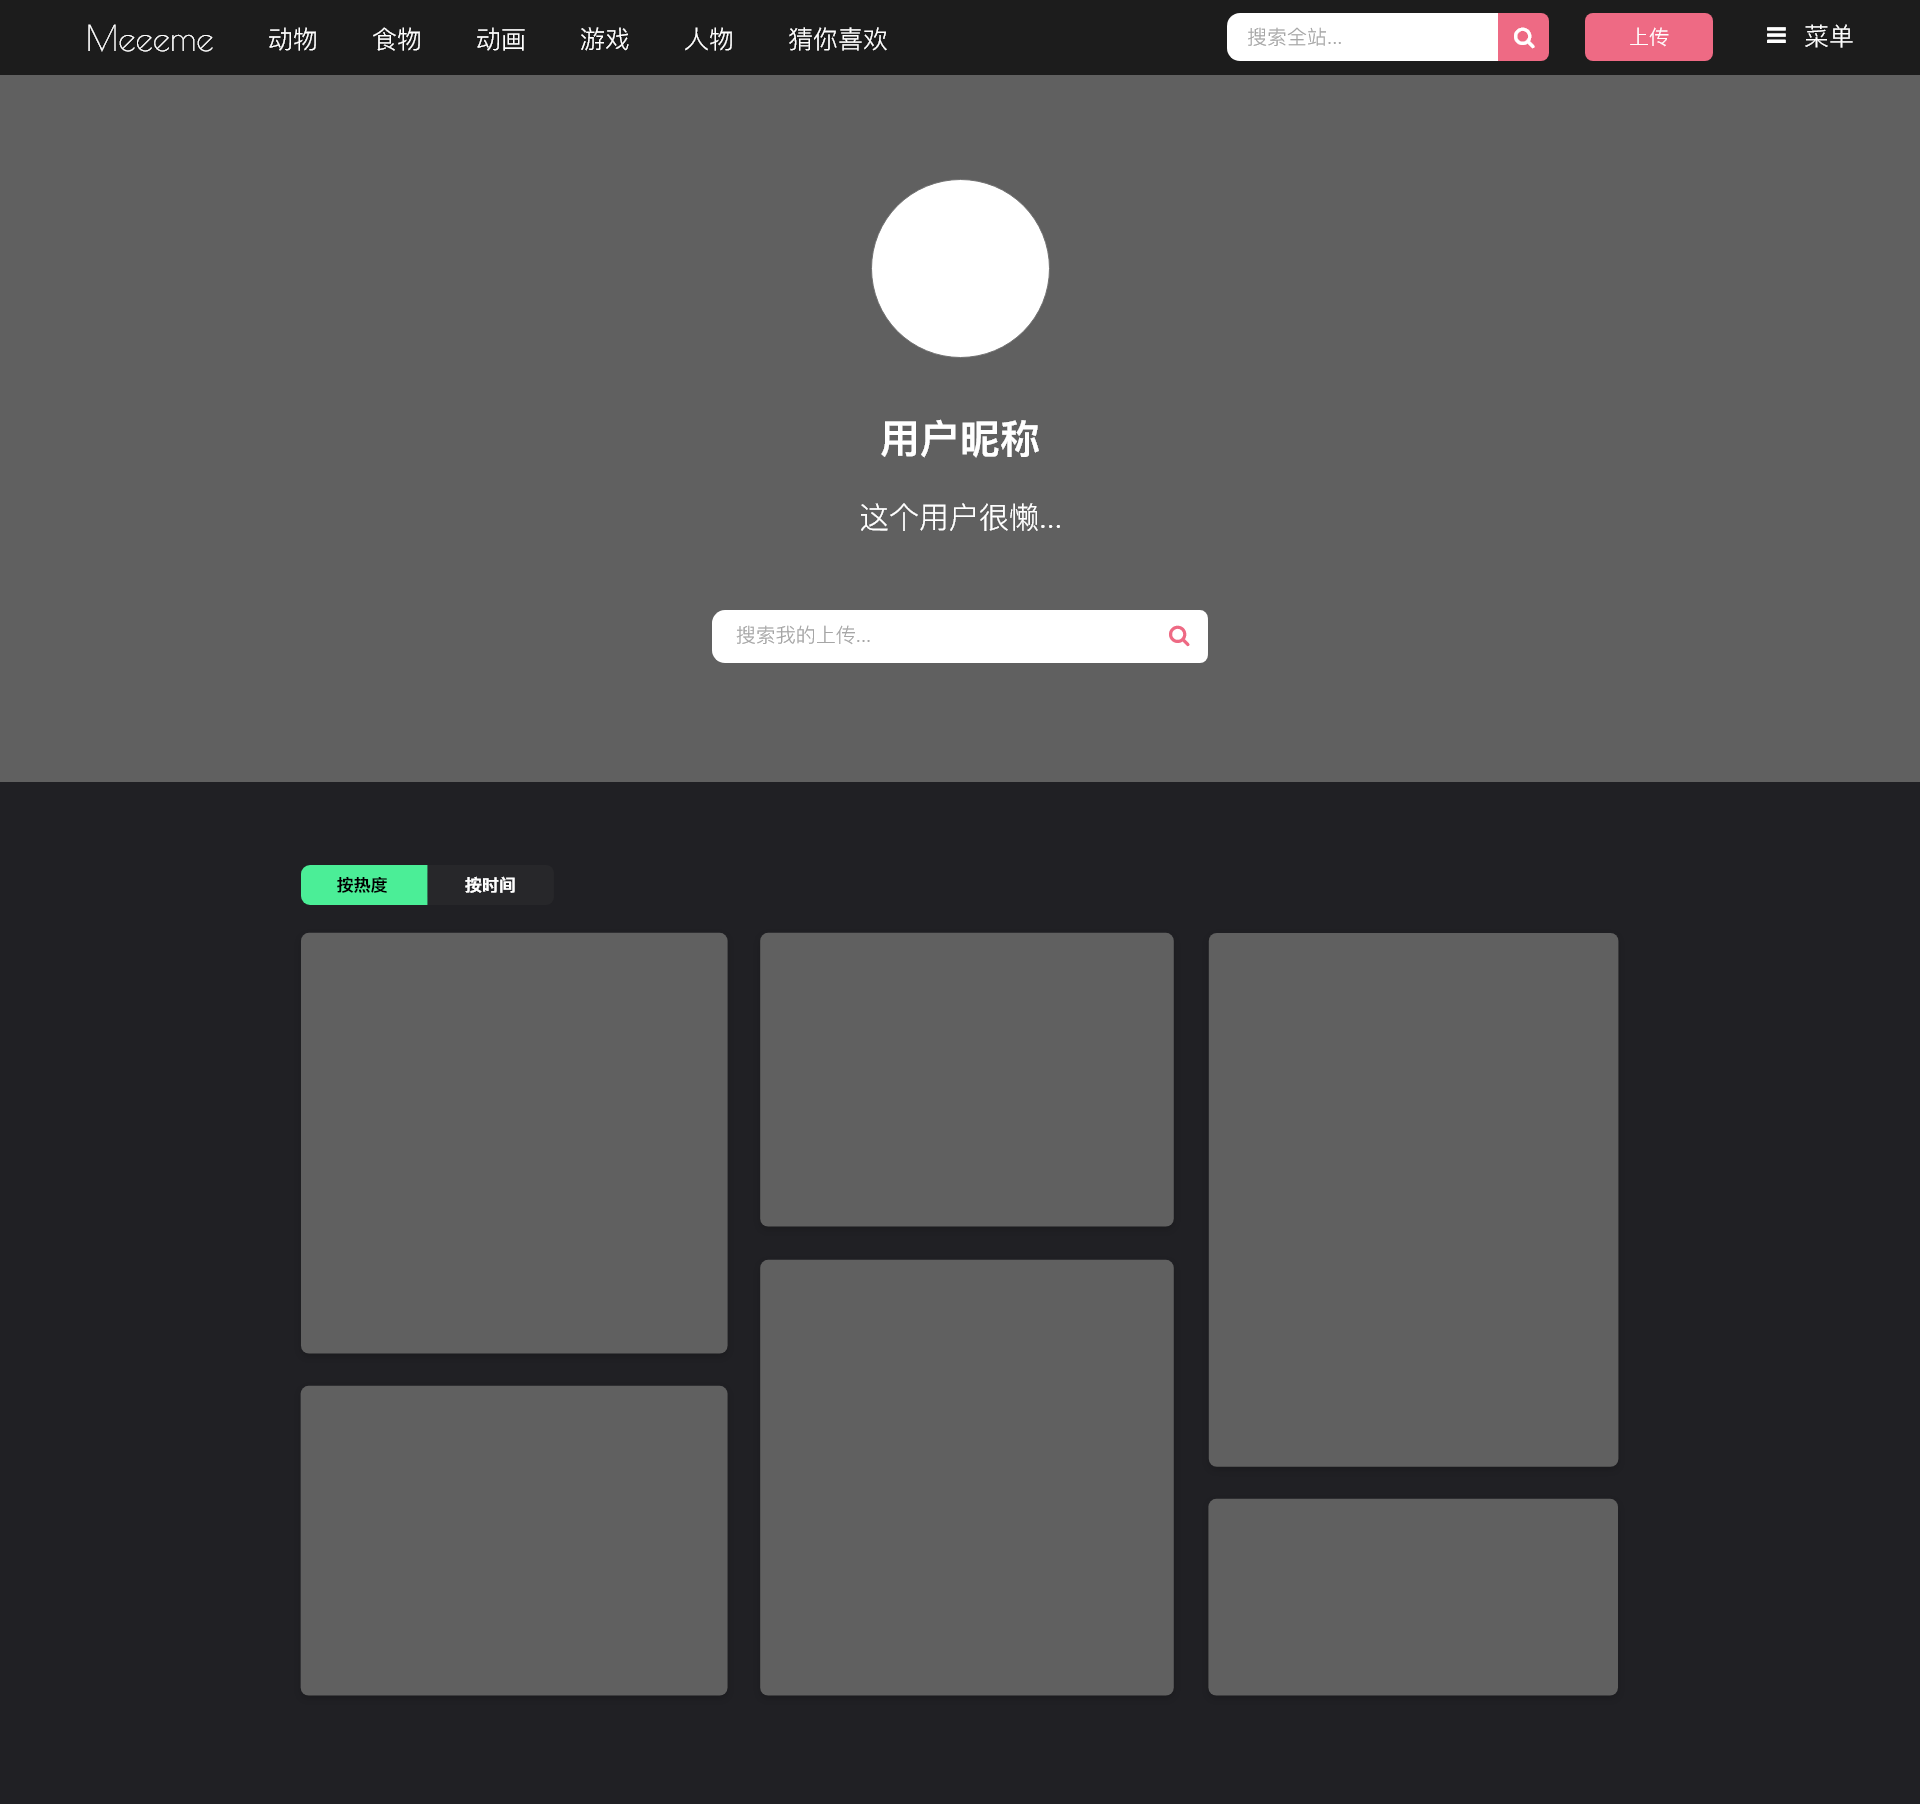 Meeeme 动物 食物 动画 游戏 人物 猜你喜欢 搜索全站... 上传 菜单
用户昵称
这个用户很懒...
搜索我的上传...
按热度 按时间